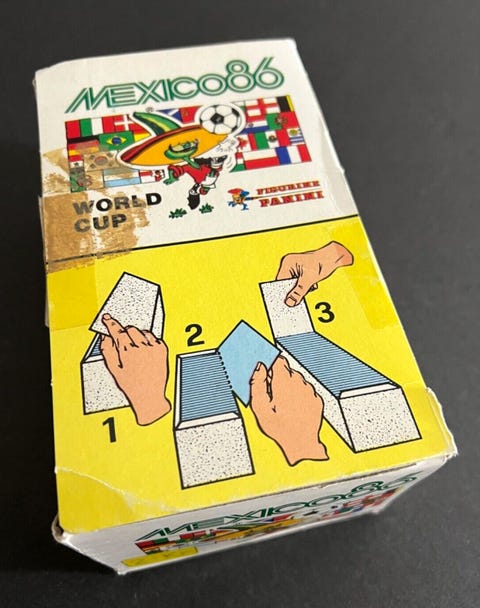 MEXICO86
®
WORLD
CUP
FIGURINE
PANINI
1
2
3
MEXICO86